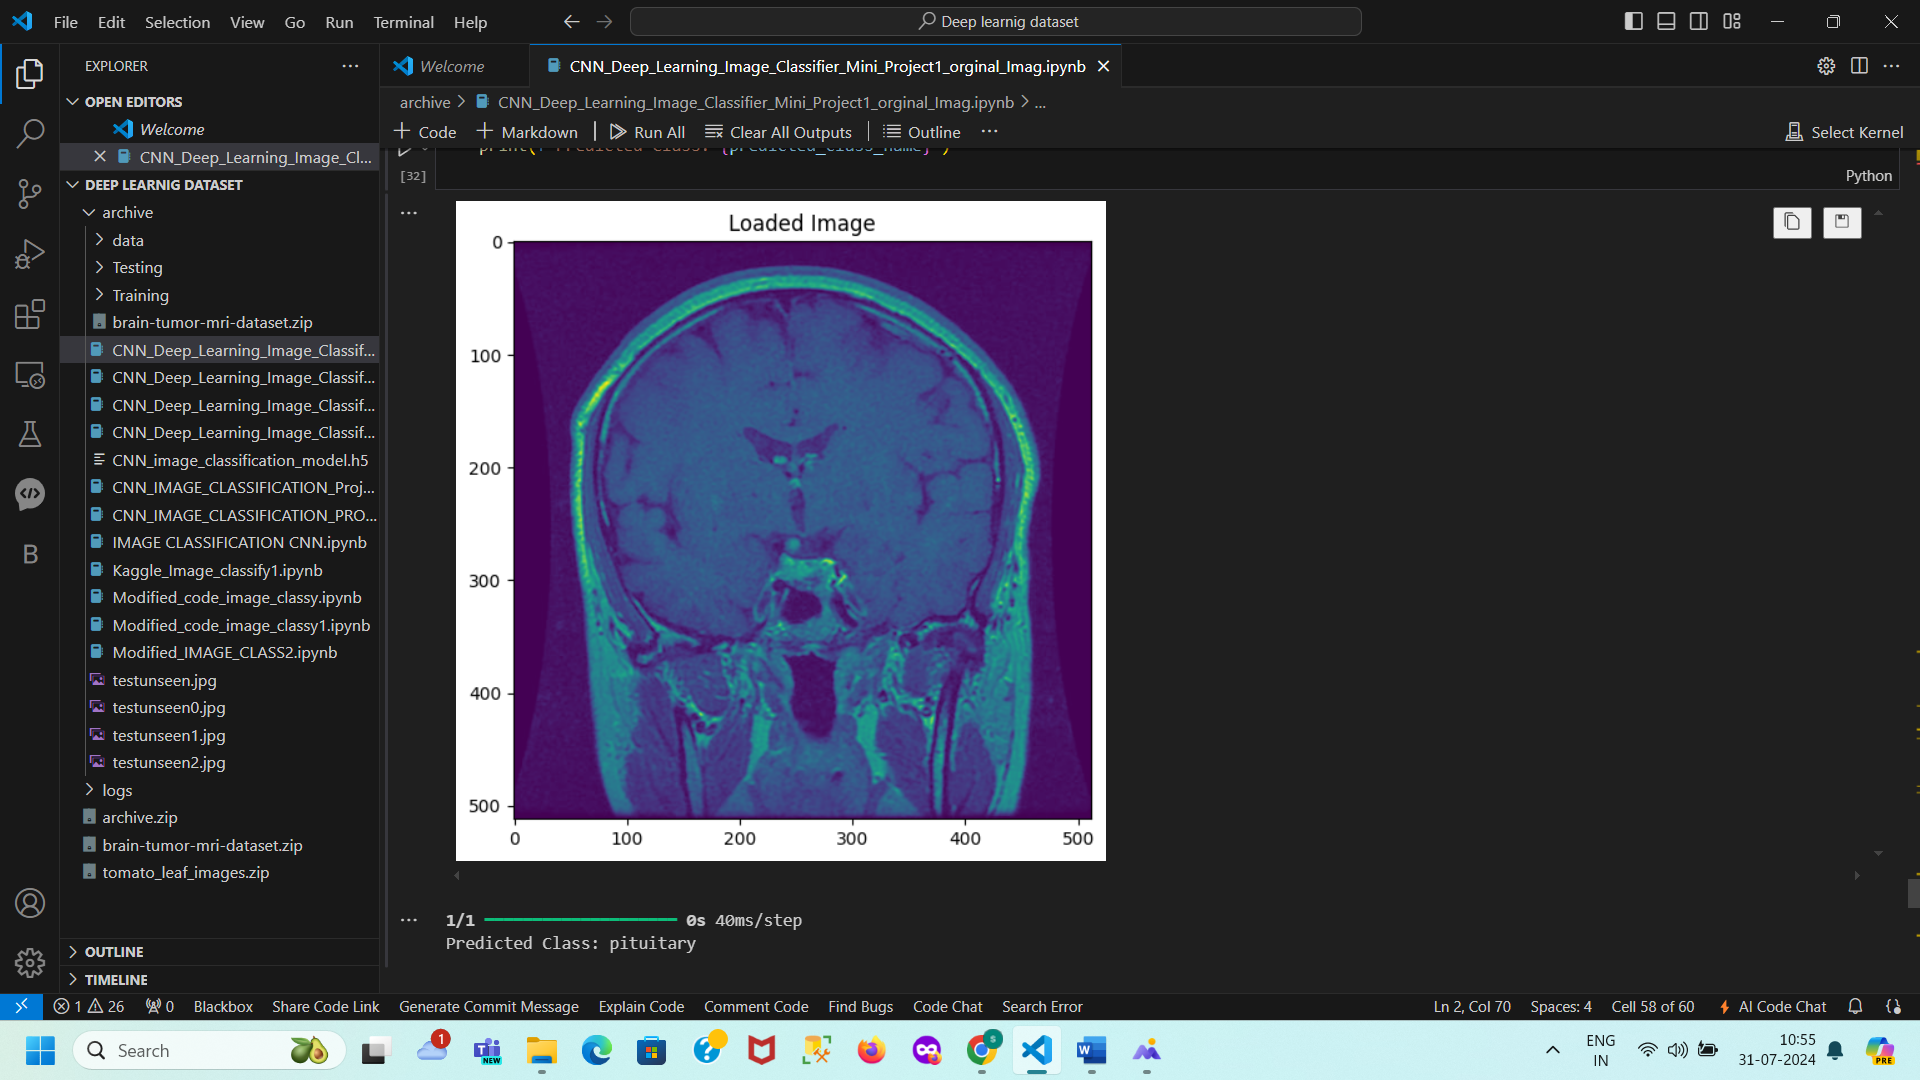 File Edit Selection View Go Run Terminal Help
Deep learnig dataset
EXPLORER
OPEN EDITORS
Welcome
CNN_Deep_Learning_Image_Cl...
DEEP LEARNIG DATASET
archive
data
Testing
Training
brain-tumor-mri-dataset.zip
CNN_Deep_Learning_Image_Classif...
CNN_Deep_Learning_Image_Classif...
CNN_Deep_Learning_Image_Classif...
CNN_Deep_Learning_Image_Classif...
CNN_image_classification_model.h5
CNN_IMAGE_CLASSIFICATION_Proj...
CNN_IMAGE_CLASSIFICATION_PRO...
IMAGE CLASSIFICATION CNN.ipynb
Kaggle_Image_classify1.ipynb
Modified_code_image_classy.ipynb
Modified_code_image_classy1.ipynb
Modified_IMAGE_CLASS2.ipynb
testunseen.jpg
testunseen0.jpg
testunseen1.jpg
testunseen2.jpg
logs
archive.zip
brain-tumor-mri-dataset.zip
tomato_leaf_images.zip
OUTLINE
TIMELINE
Welcome
CNN_Deep_Learning_Image_Classifier_Mini_Project1_orginal_Imag.ipynb
archive > CNN_Deep_Learning_Image_Classifier_Mini_Project1_orginal_Imag.ipynb > ...
+ Code + Markdown Run All Clear All Outputs Outline ...
Select Kernel
print(f"Predicted Class: {predicted_class_name}")
[32]
Python
Loaded Image
0
100
200
300
400
500
0 100 200 300 400 500
1/1 0s 40ms/step
Predicted Class: pituitary
1 26 0 Blackbox Share Code Link Generate Commit Message Explain Code Comment Code Find Bugs Code Chat Search Error
Ln 2, Col 70 Spaces: 4 Cell 58 of 60 AI Code Chat
Search
1
NEW
S
ENG
IN
10:55
31-07-2024
PRE